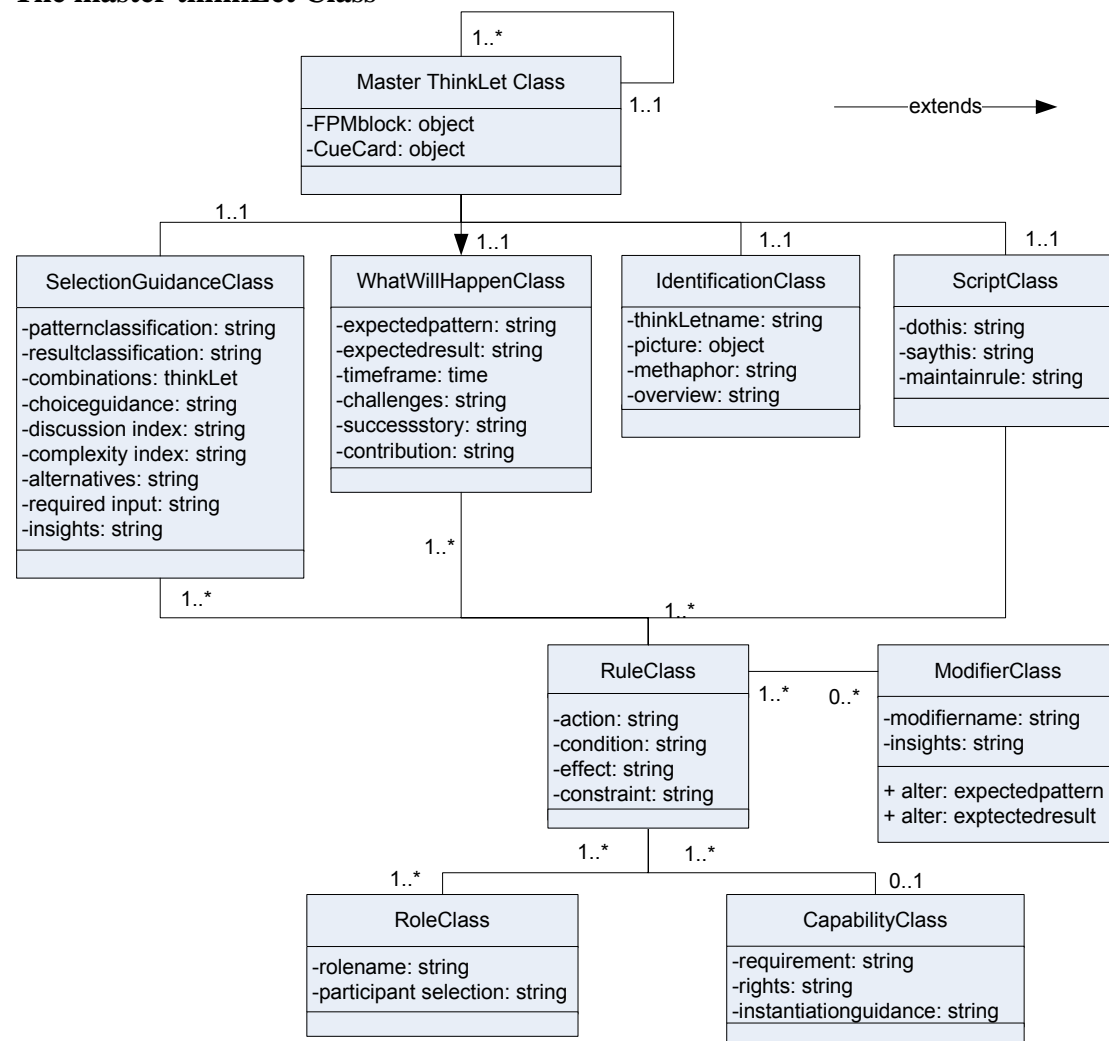 The master thinkLet Class
1..*
Master ThinkLet Class
1..1
-FPMblock: object
-CueCard: object
extends
1..1
1..1
1..1
1..1
SelectionGuidanceClass
-patternclassification: string
-resultclassification: string
-combinations: thinkLet
-choiceguidance: string
-discussion index: string
-complexity index: string
-alternatives: string
-required input: string
-insights: string
WhatWillHappenClass
-expectedpattern: string
-expectedresult: string
-timeframe: time
-challenges: string
-successstory: string
-contribution: string
IdentificationClass
-thinkLetname: string
-picture: object
-methaphor: string
-overview: string
ScriptClass
-dothis: string
-saythis: string
-maintainrule: string
1..*
1..*
1..*
RuleClass
-action: string
-condition: string
-effect: string
-constraint: string
1..*
0..*
ModifierClass
-modifiername: string
-insights: string
+ alter: expectedpattern
+ alter: exptectedresult
1..*
1..*
1..*
0..1
RoleClass
-rolename: string
-participant selection: string
CapabilityClass
-requirement: string
-rights: string
-instantiationguidance: string